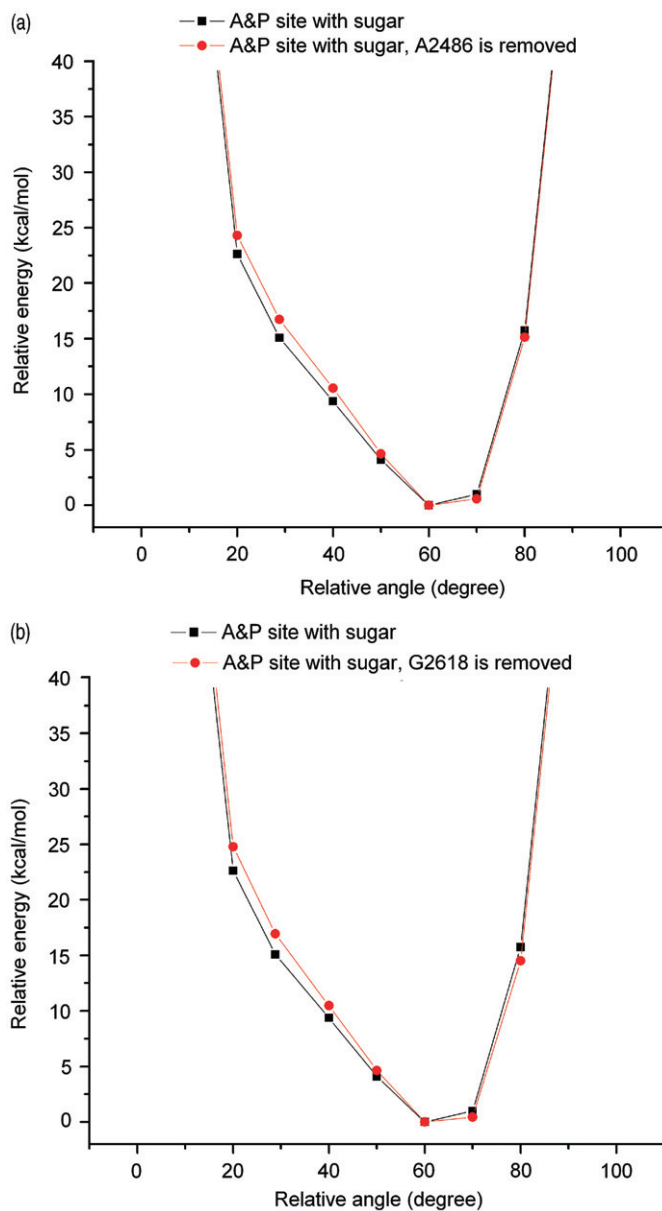 (a)
A&P site with sugar
A&P site with sugar, A2486 is removed
40
35
30
25
20
15
10
5
0
Relative energy (kcal/mol)
0 20 40 60 80 100
Relative angle (degree)
(b)
A&P site with sugar
A&P site with sugar, G2618 is removed
40
35
30
25
20
15
10
5
0
Relative energy (kcal/mol)
0 20 40 60 80 100
Relative angle (degree)